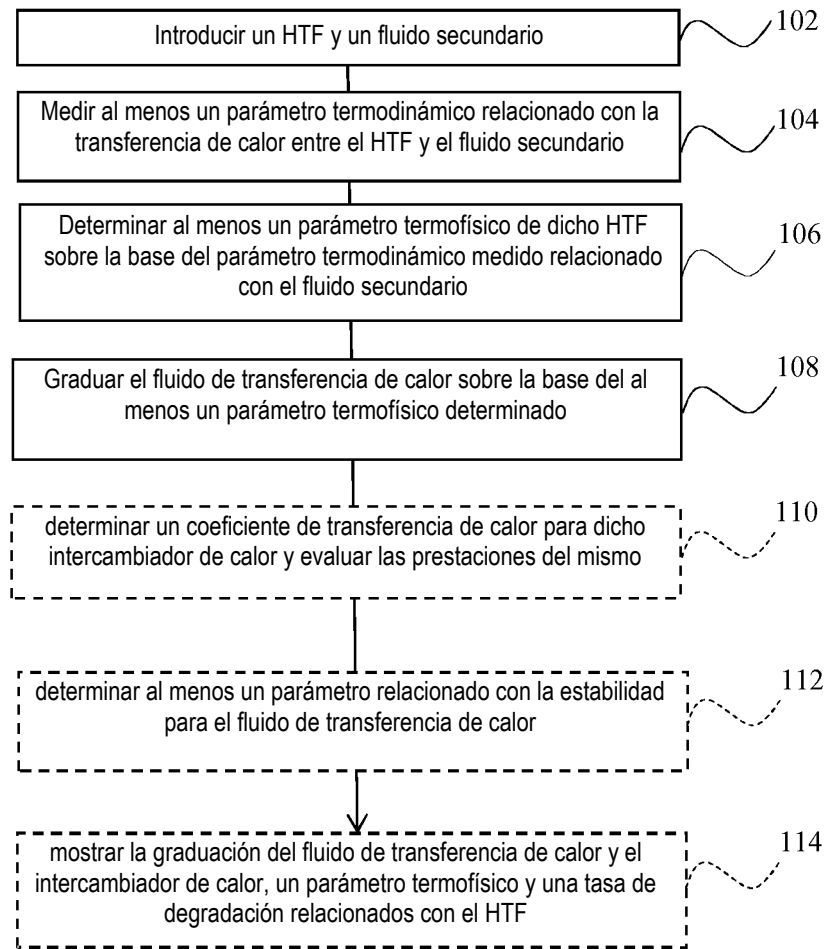 Introducir un HTF y un fluido secundario
102
Medir al menos un parámetro termodinámico relacionado con la
transferencia de calor entre el HTF y el fluido secundario
104
Determinar al menos un parámetro termofísico de dicho HTF
sobre la base del parámetro termodinámico medido relacionado
con el fluido secundario
106
Graduar el fluido de transferencia de calor sobre la base del al
menos un parámetro termofísico determinado
108
determinar un coeficiente de transferencia de calor para dicho
intercambiador de calor y evaluar las prestaciones del mismo
110
determinar al menos un parámetro relacionado con la estabilidad
para el fluido de transferencia de calor
112
mostrar la graduación del fluido de transferencia de calor y el
intercambiador de calor, un parámetro termofísico y una tasa de
degradación relacionados con el HTF
114